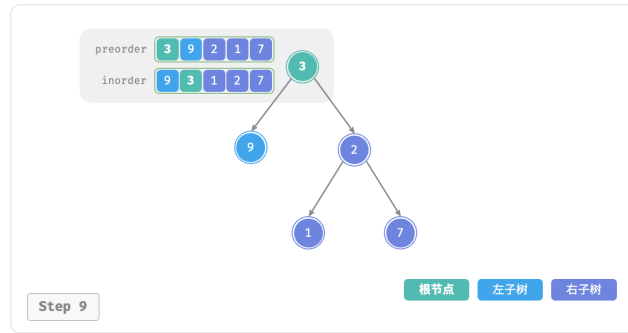 preorder 3 9 2 1 7
inorder 9 3 1 2 7
3
9 2
1 7
根节点 左子树 右子树
Step 9